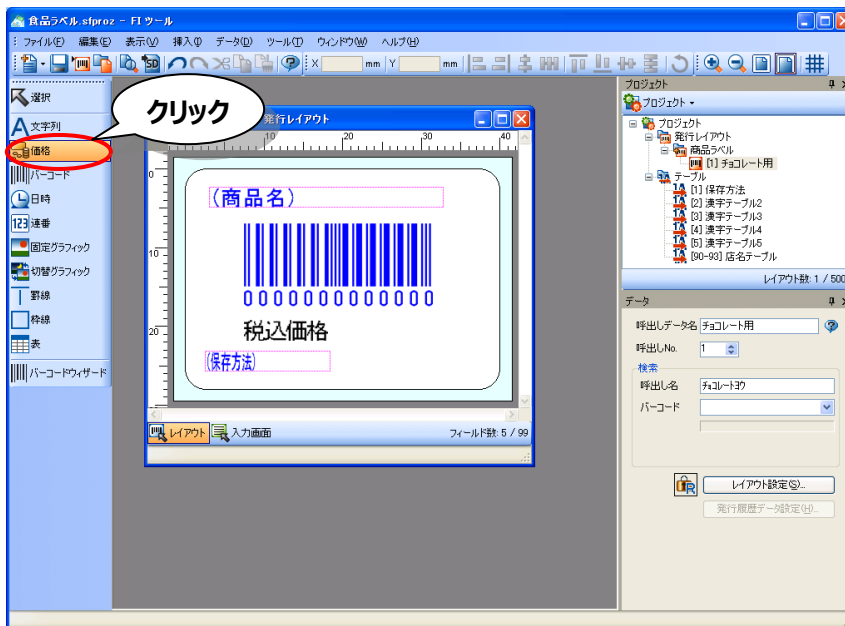 食品ラベル.sfproz - FI ツール
ファイル(F) 編集(E) 表示(V) 挿入(I) データ(D) ツール(T) ウィンドウ(W) ヘルプ(H)
X mm Y mm
選択
文字列
価格
バーコード
日時
連番
固定グラフィック
切替グラフィック
罫線
枠線
表
バーコードウィザード
クリック
発行レイアウト
10 20 30 40
0
10
20
(商品名)
0000000000000
税込価格
(保存方法)
レイアウト 入力画面 フィールド数: 5 / 99
プロジェクト
プロジェクト
プロジェクト
発行レイアウト
商品ラベル
[1] チョコレート用
テーブル
[1] 保存方法
[2] 漢字テーブル2
[3] 漢字テーブル3
[4] 漢字テーブル4
[5] 漢字テーブル5
[90-93] 店名テーブル
レイアウト数: 1 / 500
データ
呼出しデータ名 チョコレート用
呼出しNo. 1
検索
呼出し名 チョコレートヨウ
バーコード
レイアウト設定(S)...
発行履歴データ設定(H)...